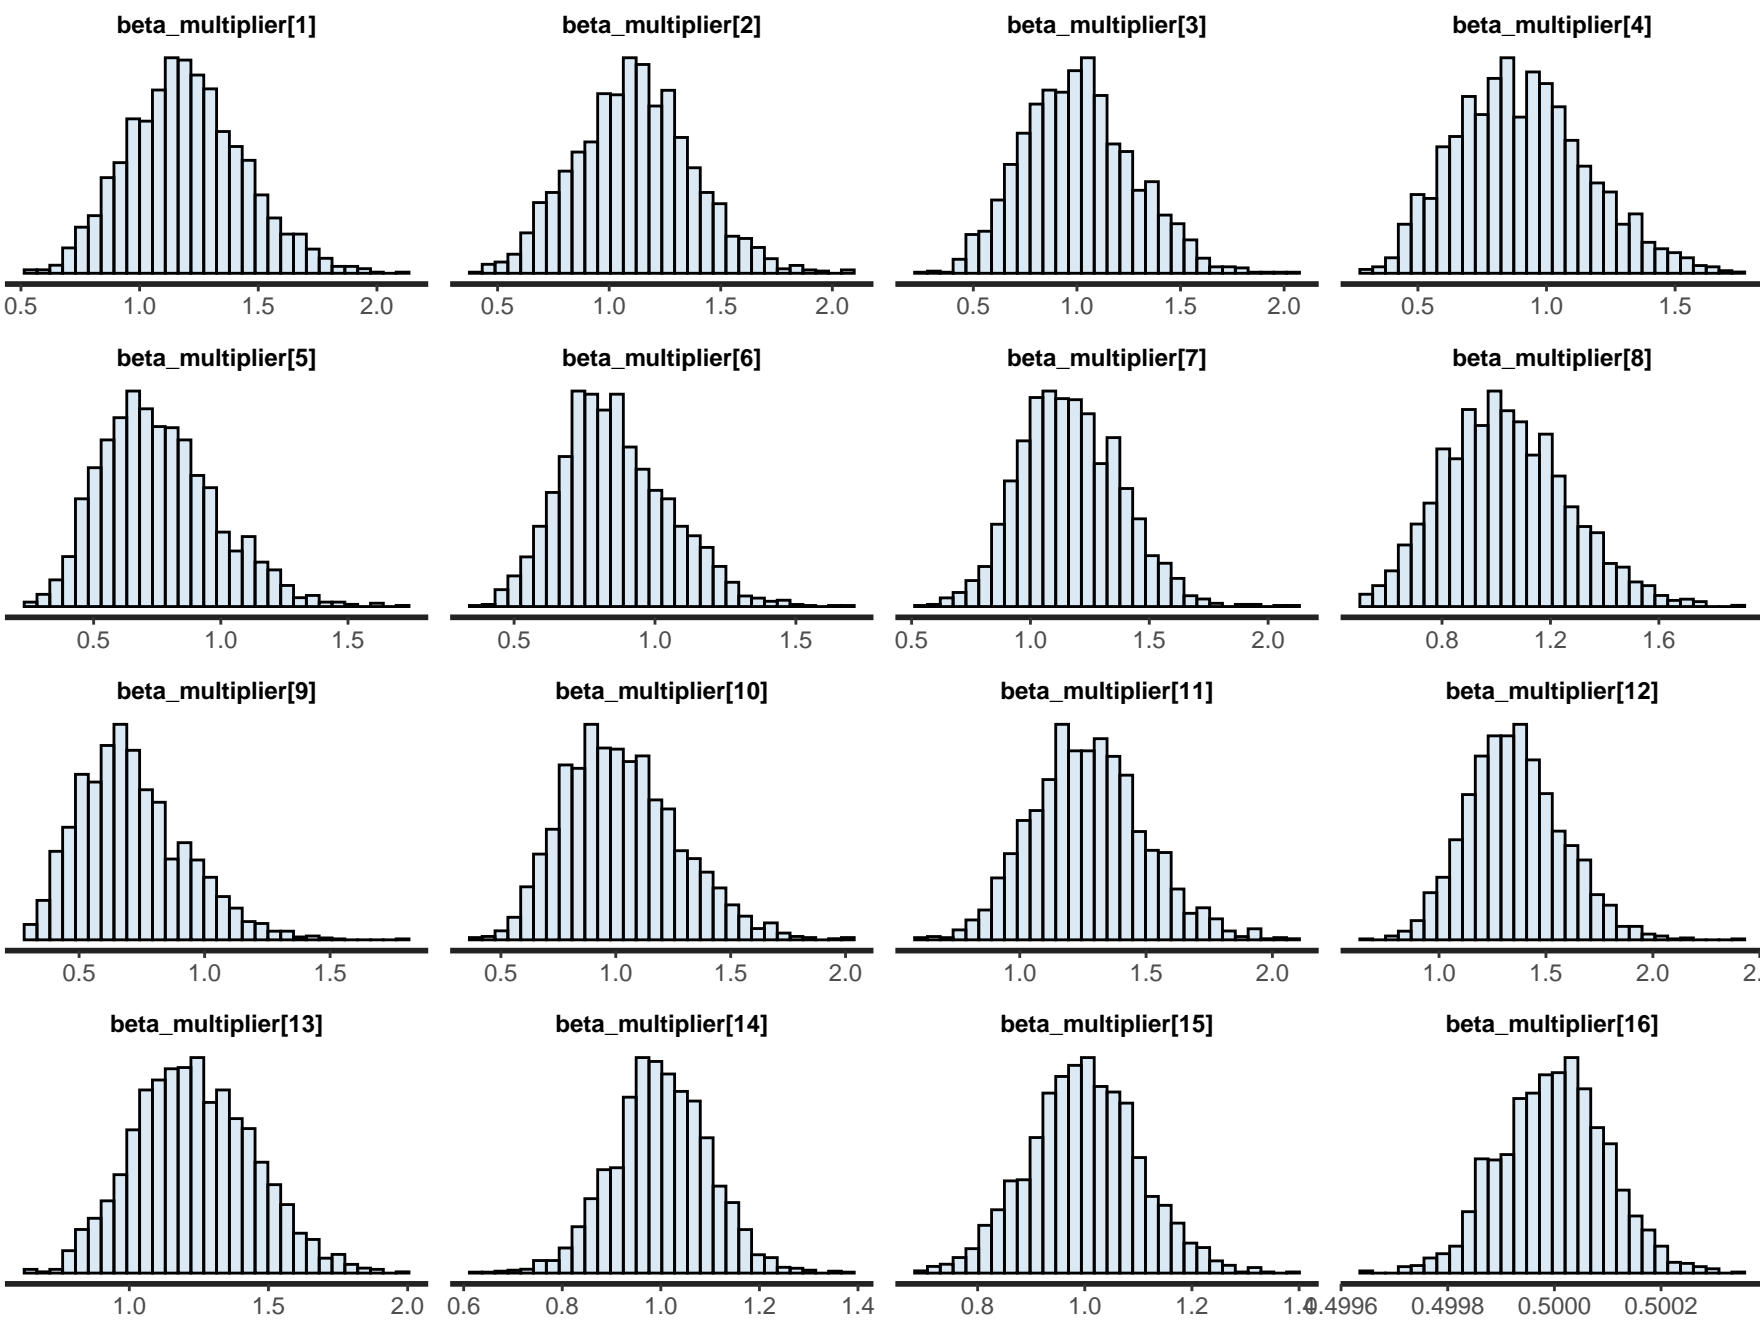 beta_multiplier[1] beta_multiplier[2] beta_multiplier[3] beta_multiplier[4]
0.5 1.0 1.5 2.0 0.5 1.0 1.5 2.0 0.5 1.0 1.5 2.0 0.5 1.0 1.5
beta_multiplier[5] beta_multiplier[6] beta_multiplier[7] beta_multiplier[8]
0.5 1.0 1.5 0.5 1.0 1.5 0.5 1.0 1.5 2.0 0.8 1.2 1.6
beta_multiplier[9] beta_multiplier[10] beta_multiplier[11] beta_multiplier[12]
0.5 1.0 1.5 0.5 1.0 1.5 2.0 1.0 1.5 2.0 1.0 1.5 2.0
beta_multiplier[13] beta_multiplier[14] beta_multiplier[15] beta_multiplier[16]
1.0 1.5 2.0 0.6 0.8 1.0 1.2 1.4 0.8 1.0 1.2 1.4 0.4996 0.4998 0.5000 0.5002